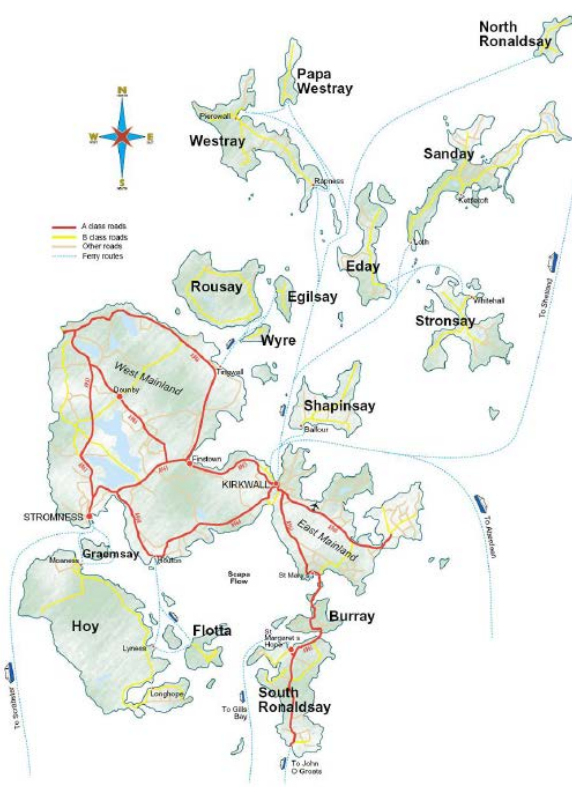 North
Ronaldsay
Papa
Westray
N
W
E
S
Pierowall
Westray
Sanday
Rapness
Kettletoft
A class roads
B class roads
Other roads
Ferry routes
Loth
Eday
Rousay
Egilsay
Whitehall
Stronsay
To Shetland
Wyre
West Mainland
Tingwall
Dounby
Shapinsay
Balfour
Finstown
KIRKWALL
STROMNESS
East Mainland
To Aberdeen
Graemsay
Moaness
Houton
Scapa
Flow
St Mary's
Burray
Hoy
Flotta
St
Margaret's
Hope
Lyness
Longhope
South
Ronaldsay
To Scrabster
To Gills
Bay
To John
O Groats